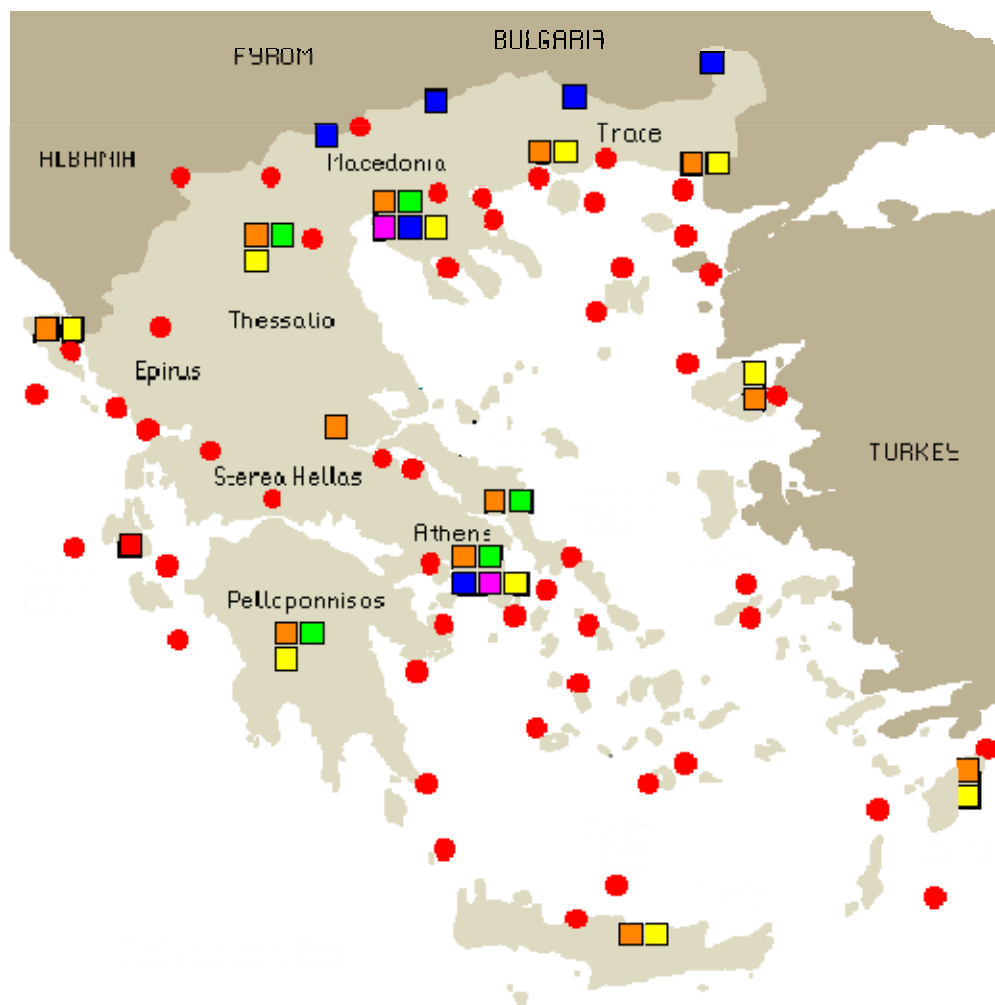 BULGARIA
FYROM
Trace
ALBANIA
Macedonia
Thessalia
Epirus
TURKEY
Sterea Hellas
Athens
Pelloponnisos